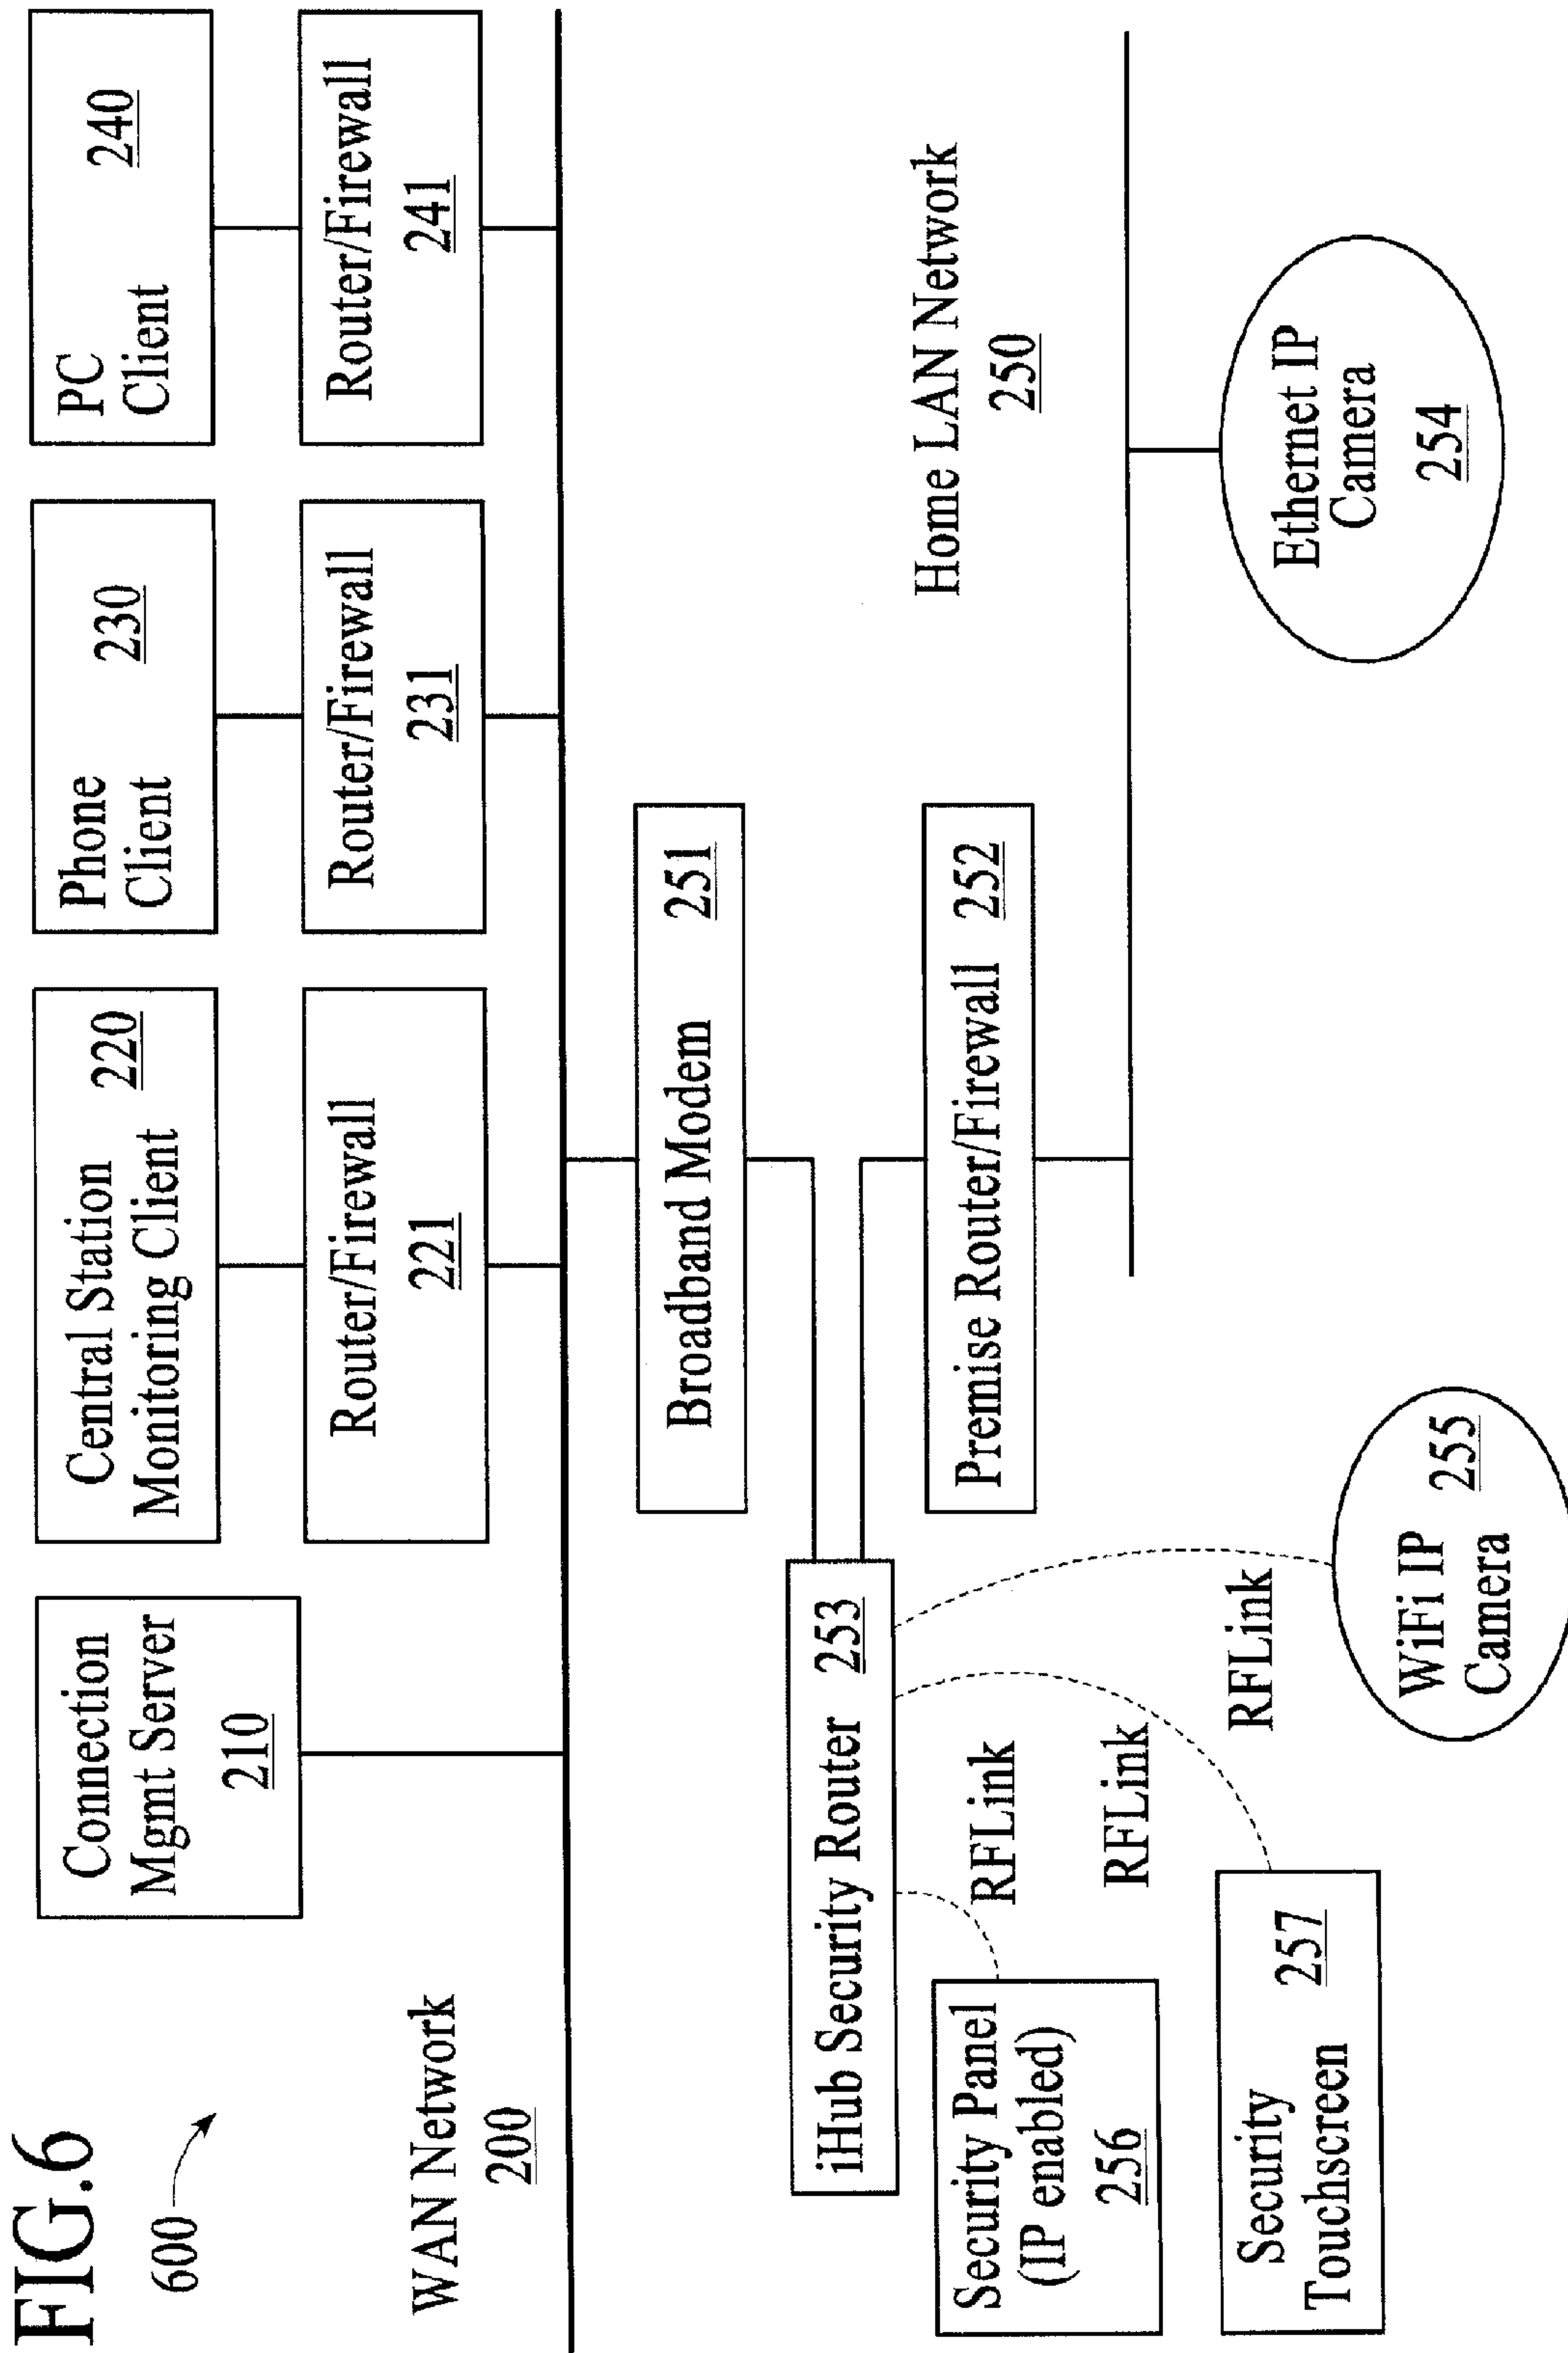 FIG.6
600
WAN Network
200
Connection
Mgmt Server
210
Central Station
Monitoring Client
220
Router/Firewall
221
Phone
Client
230
Router/Firewall
231
PC
Client
240
Router/Firewall
241
Broadband Modem 251
iHub Security Router 253
Premise Router/Firewall 252
Home LAN Network
250
Security Panel
(IP enabled)
256
RFLink
RFLink
RFLink
Security
Touchscreen
257
WiFi IP
Camera
255
Ethernet IP
Camera
254